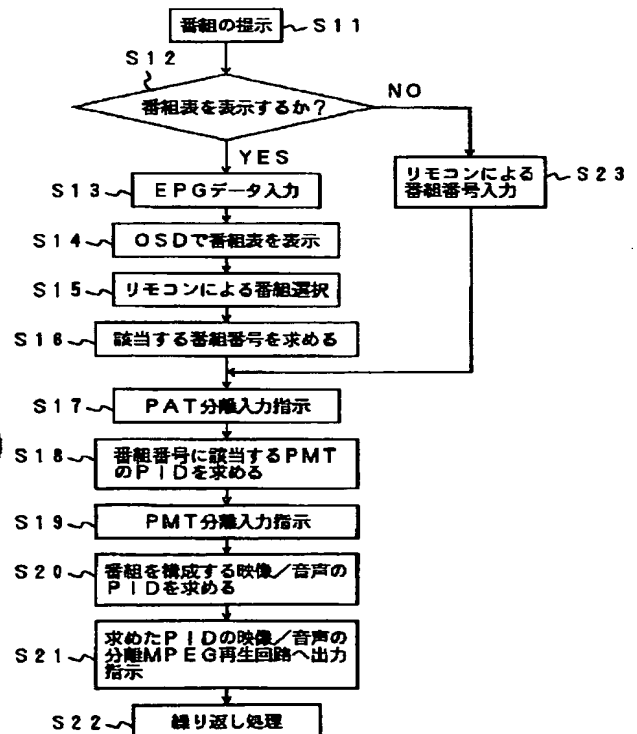 番組の提示 S11
S12
番組表を表示するか?
NO
YES
S13 EPGデータ入力
リモコンによる
番組番号入力
S23
S14 OSDで番組表を表示
S15 リモコンによる番組選択
S16 該当する番組番号を求める
S17 PAT分離入力指示
S18 番組番号に該当するPMT
のPIDを求める
S19 PMT分離入力指示
S20 番組を構成する映像/音声の
PIDを求める
S21 求めたPIDの映像/音声の
分離MPEG再生回路へ出力
指示
S22 繰り返し処理